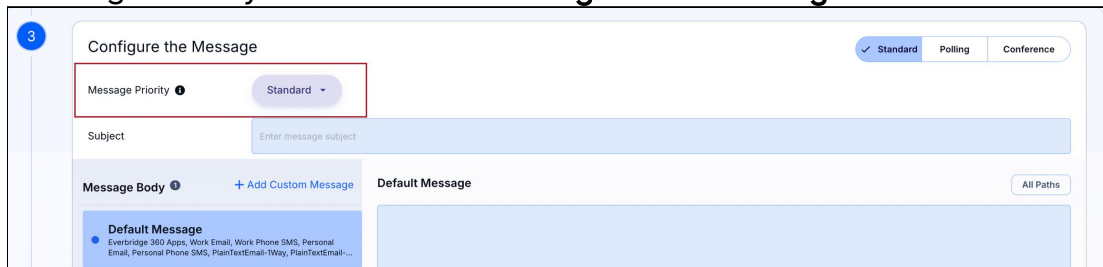 3
Configure the Message
Standard Polling Conference
Message Priority
Standard
Subject
Enter message subject
Message Body
+ Add Custom Message
Default Message
All Paths
Default Message
Everbridge 360 Apps, Work Email, Work Phone SMS, Personal
Email, Personal Phone SMS, PlainTextEmail-1Way, PlainTextEmail-...